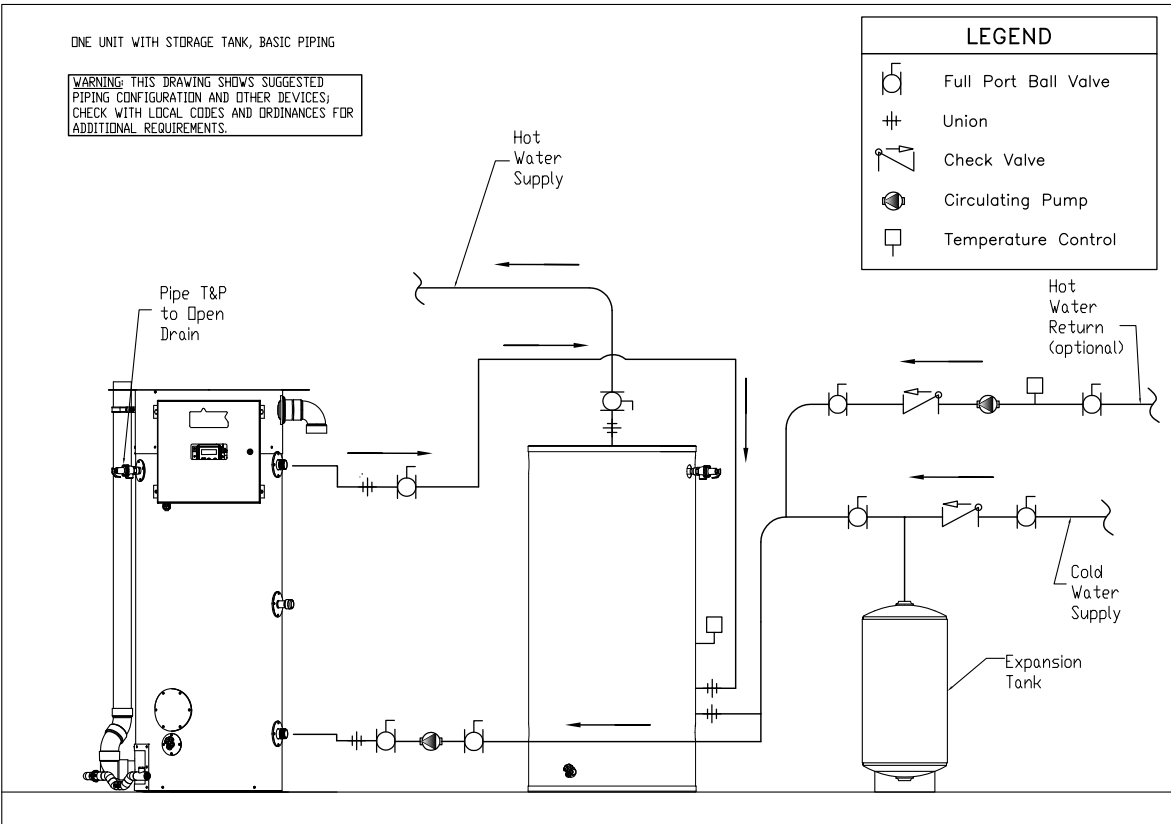 ONE UNIT WITH STORAGE TANK, BASIC PIPING
WARNING: THIS DRAWING SHOWS SUGGESTED
PIPING CONFIGURATION AND OTHER DEVICES;
CHECK WITH LOCAL CODES AND ORDINANCES FOR
ADDITIONAL REQUIREMENTS.
LEGEND
Full Port Ball Valve
Union
Check Valve
Circulating Pump
Temperature Control
Hot
Water
Supply
Pipe T&P
to Open
Drain
Hot
Water
Return
(optional)
Cold
Water
Supply
Expansion
Tank